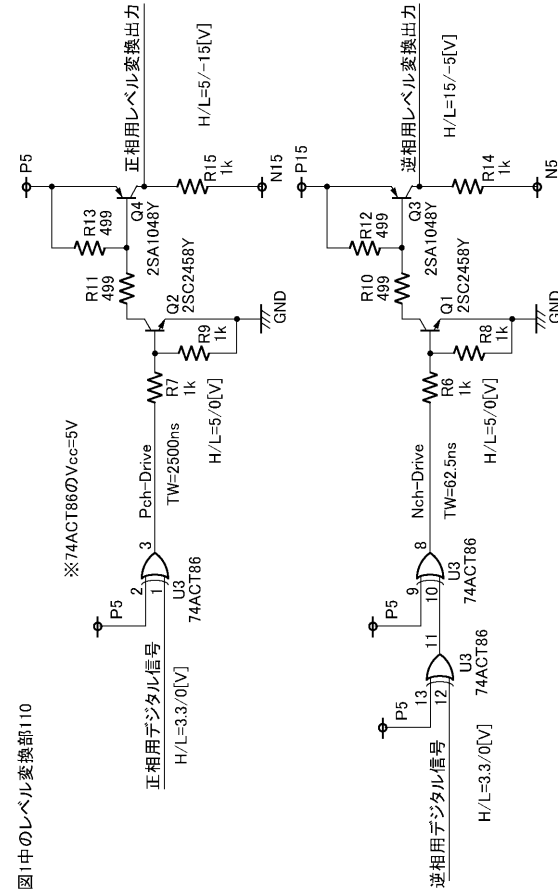 図1中のレベル変換部110
※74ACT86のVcc=5V
正相用デジタル信号
H/L=3.3/0[V]
P5
2
1
3
U3
74ACT86
Pch-Drive
TW=2500ns
H/L=5/0[V]
R7
1k
R9
1k
GND
Q2
2SC2458Y
R11
499
R13
499
P5
Q4
2SA1048Y
R15
1k
N15
正相用レベル変換出力
H/L=5/-15[V]
逆相用デジタル信号
H/L=3.3/0[V]
P5
13
12
11
U3
74ACT86
P5
9
10
8
U3
74ACT86
Nch-Drive
TW=62.5ns
H/L=5/0[V]
R6
1k
R8
1k
GND
Q1
2SC2458Y
R10
499
R12
499
P15
Q3
2SA1048Y
R14
1k
N5
逆相用レベル変換出力
H/L=15/-5[V]